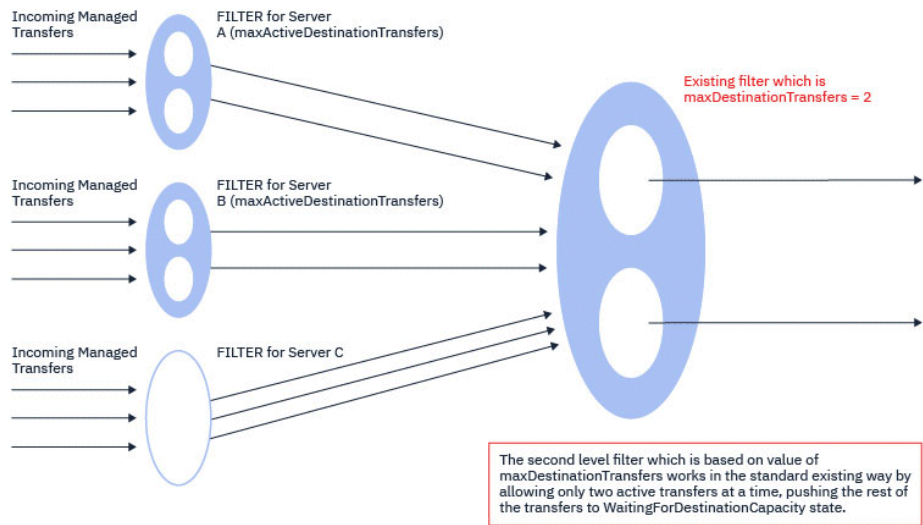 Incoming Managed
Transfers
FILTER for Server
A (maxActiveDestinationTransfers)
Existing filter which is
maxDestinationTransfers = 2
Incoming Managed
Transfers
FILTER for Server
B (maxActiveDestinationTransfers)
Incoming Managed
Transfers
FILTER for Server C
The second level filter which is based on value of
maxDestinationTransfers works in the standard existing way by
allowing only two active transfers at a time, pushing the rest of
the transfers to WaitingForDestinationCapacity state.